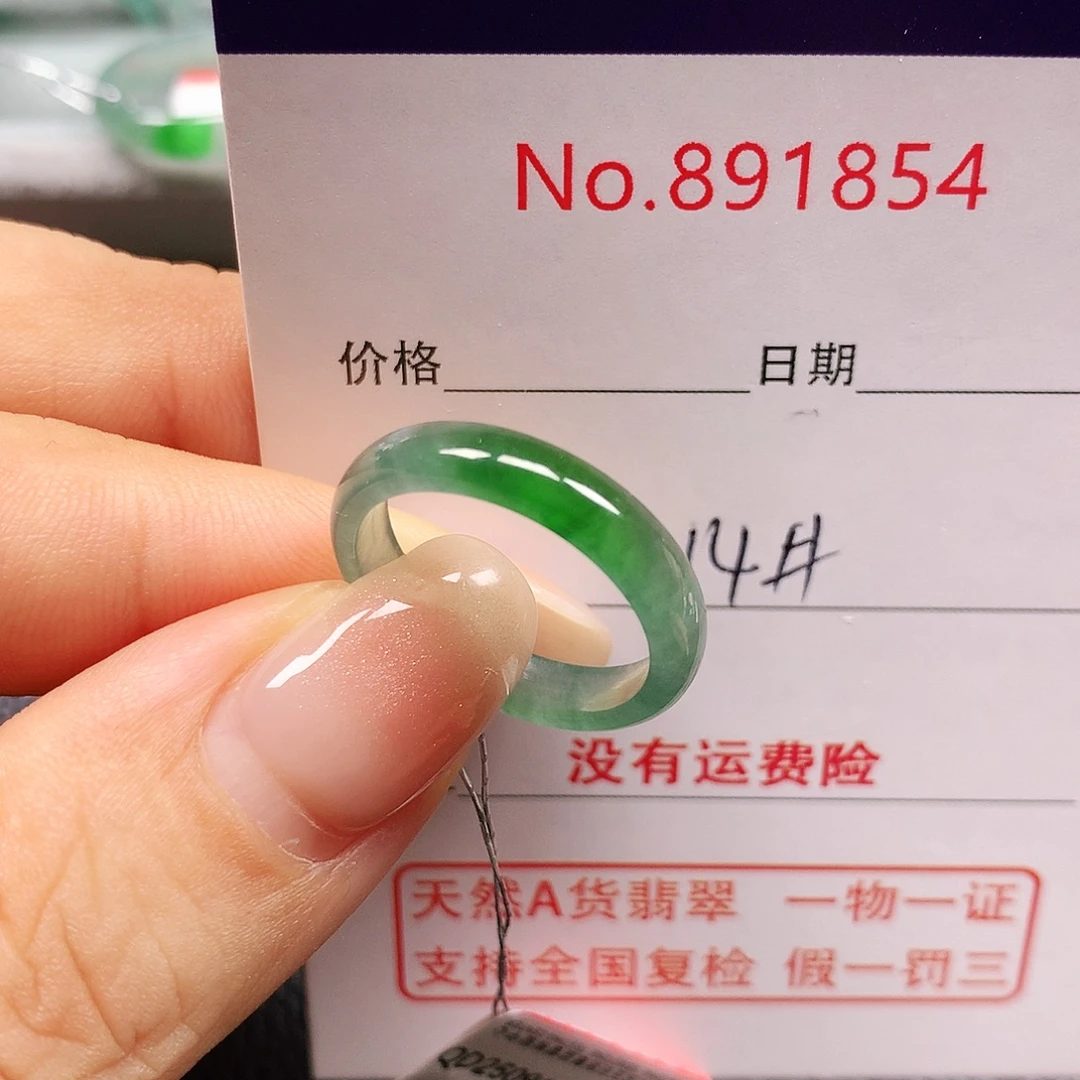 No.891854
价格 日期
14#
没有运费险
天然A货翡翠 一物一证
支持全国复检 假一罚三